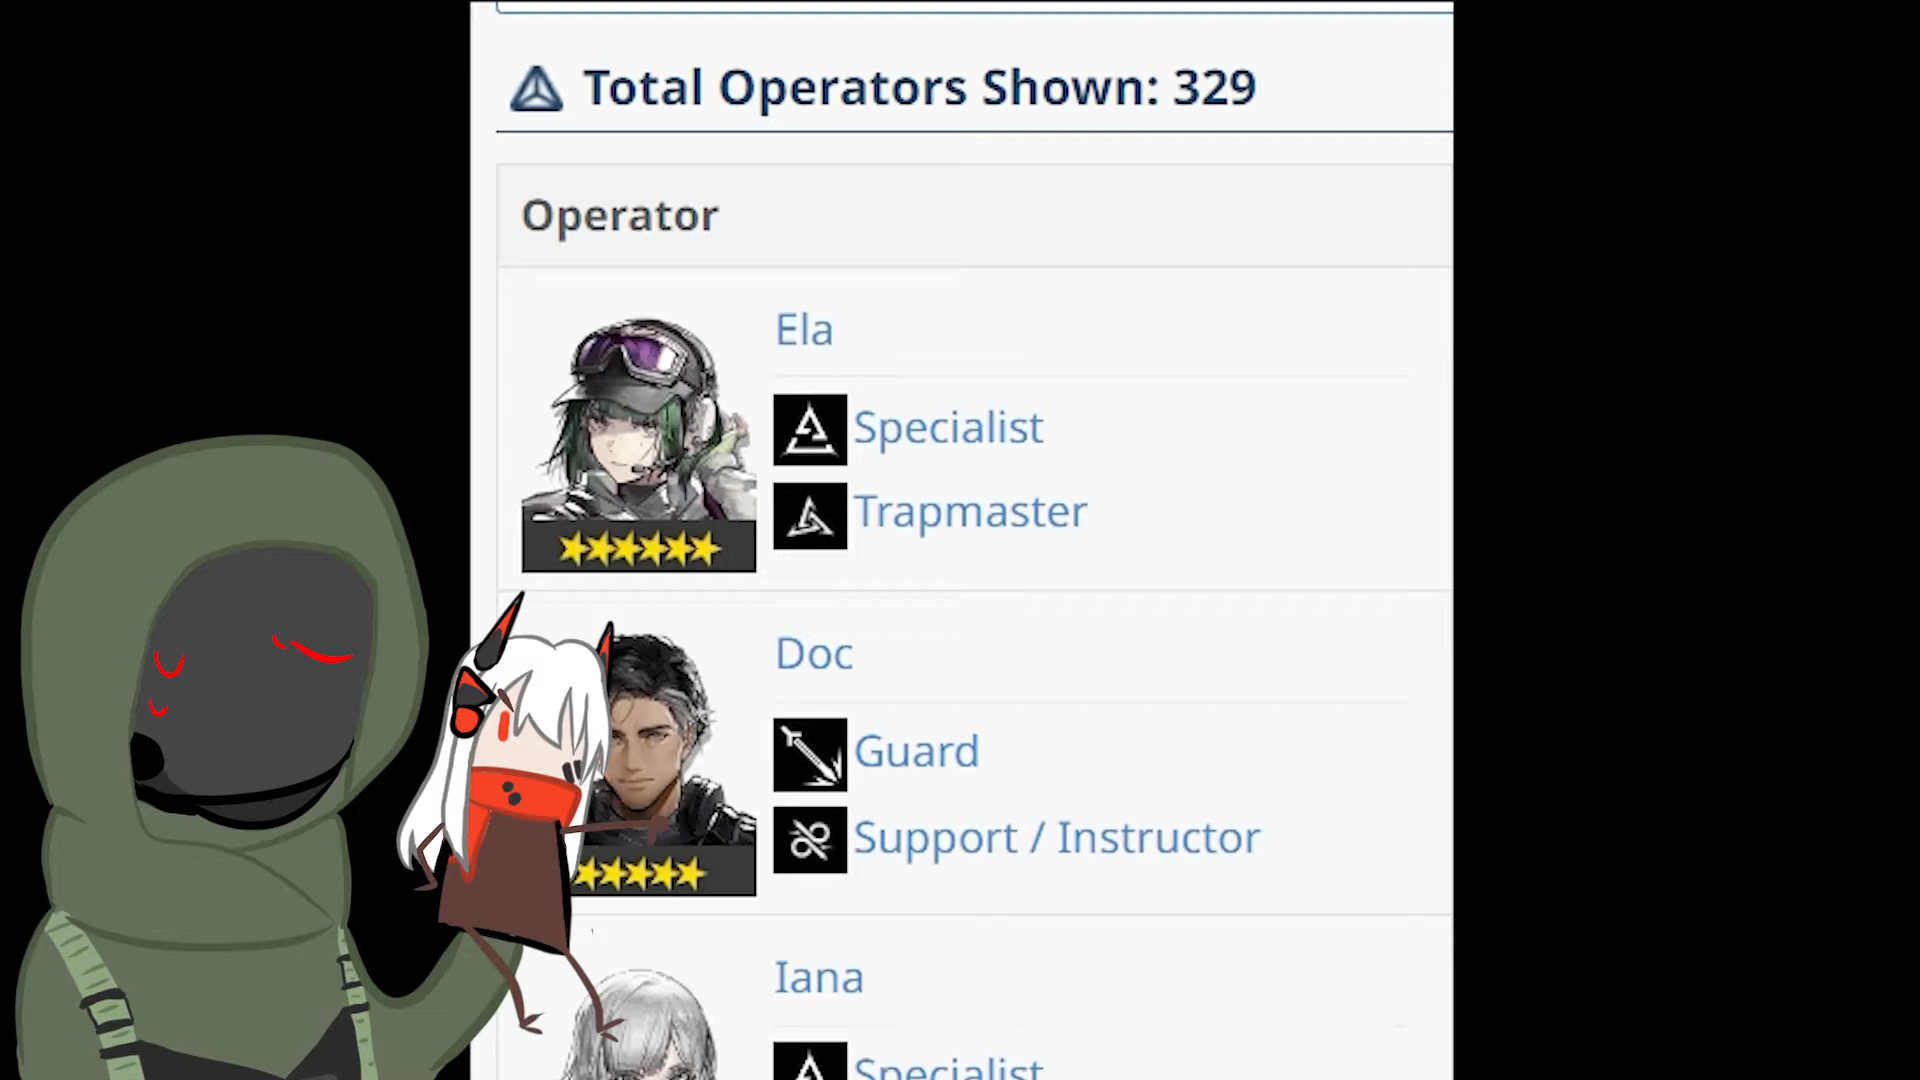 Total Operators Shown: 329
Operator
Ela
Specialist
Trapmaster
Doc
Guard
Support / Instructor
Iana
Specialist